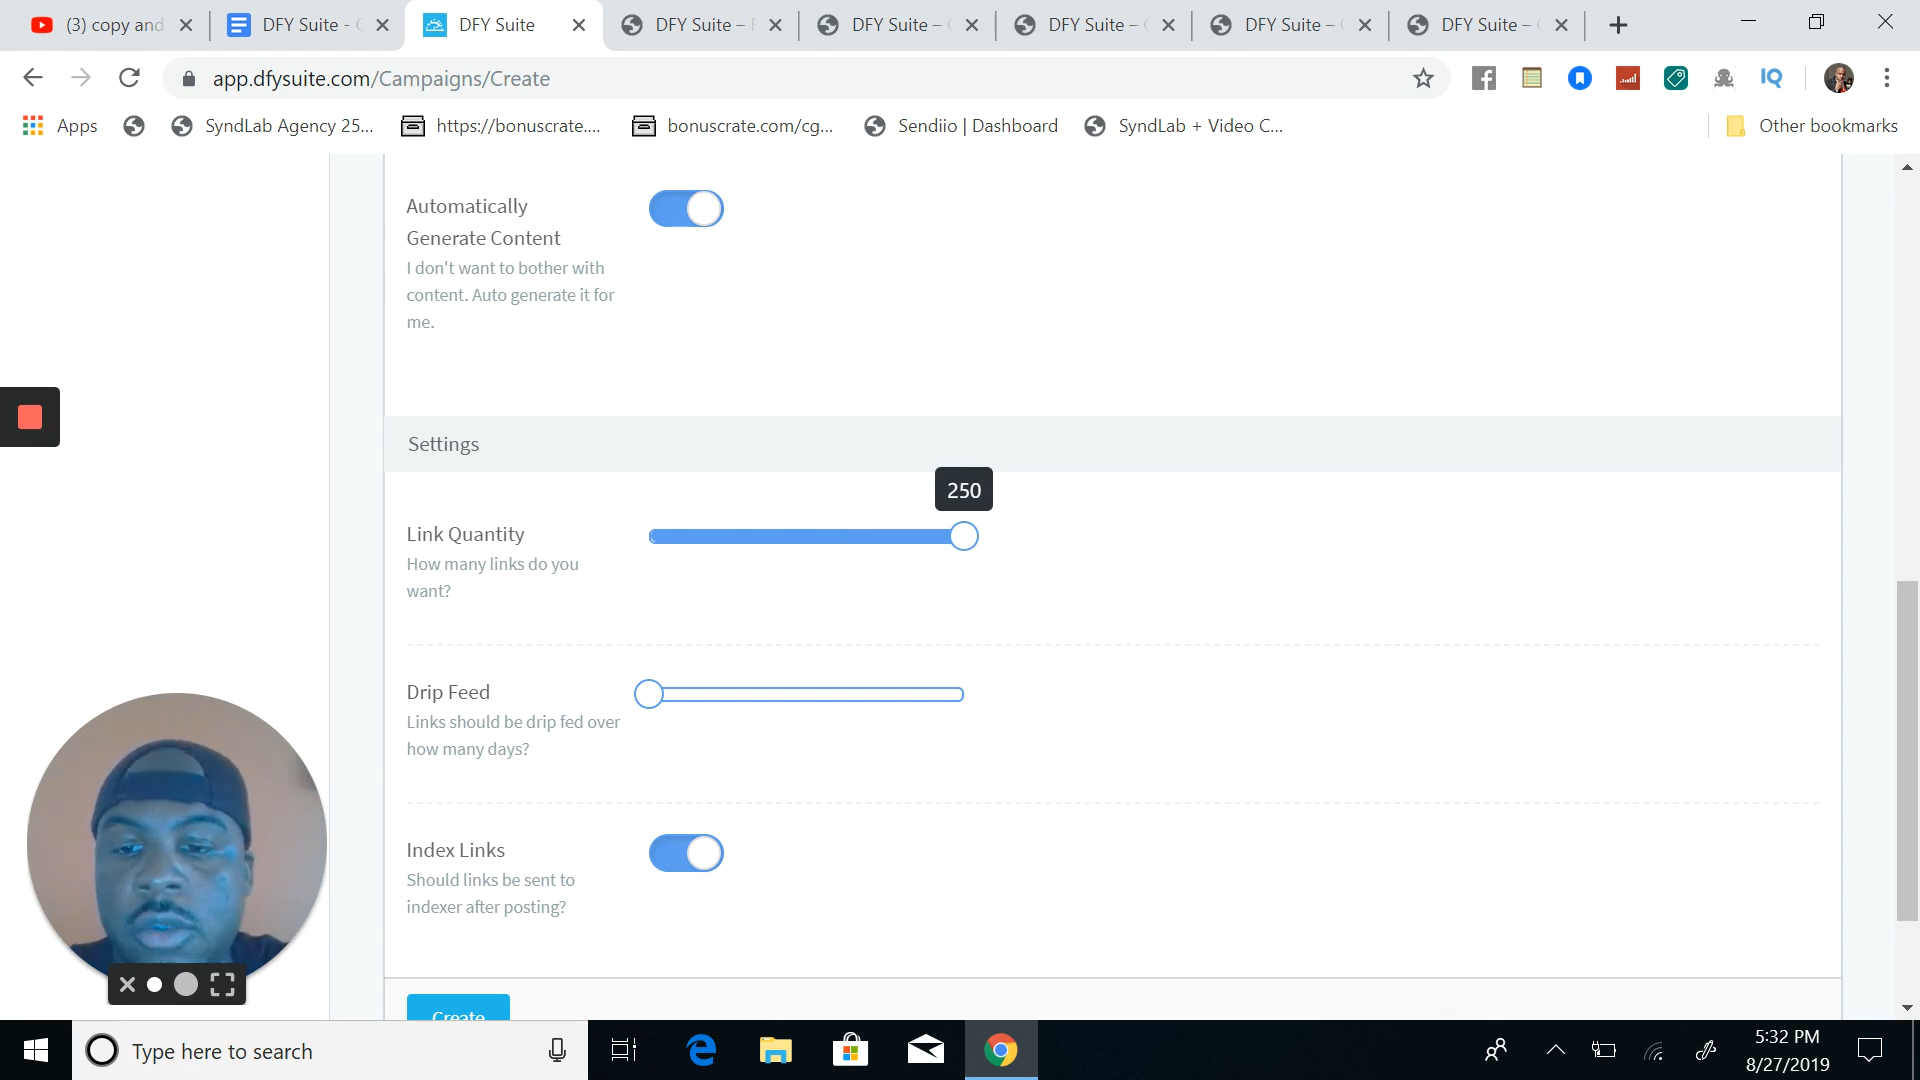 (3) copy and
DFY Suite -
DFY Suite
DFY Suite –
DFY Suite –
DFY Suite –
DFY Suite –
DFY Suite –
app.dfysuite.com/Campaigns/Create
IQ
Apps
SyndLab Agency 25...
https://bonuscrate....
bonuscrate.com/cg...
Sendiio | Dashboard
SyndLab + Video C...
Other bookmarks
Automatically
Generate Content
I don't want to bother with
content. Auto generate it for
me.
Settings
250
Link Quantity
How many links do you
want?
Drip Feed
Links should be drip fed over
how many days?
Index Links
Should links be sent to
indexer after posting?
Create
Type here to search
5:32 PM
8/27/2019